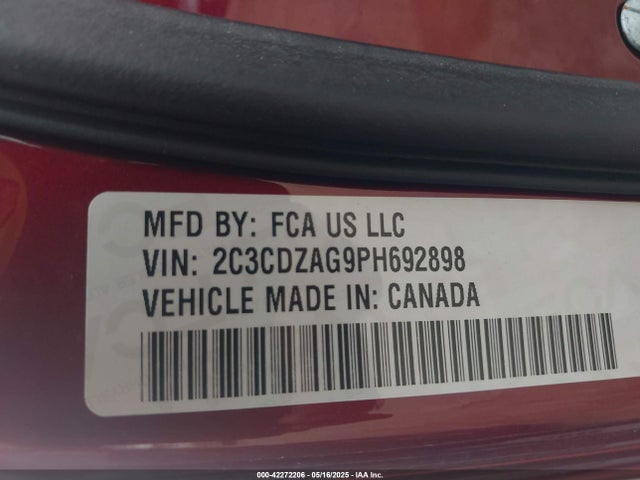 MFD BY: FCA US LLC
VIN: 2C3CDZAG9PH692898
VEHICLE MADE IN: CANADA
000-42272206 - 05/16/2025 - IAA Inc.